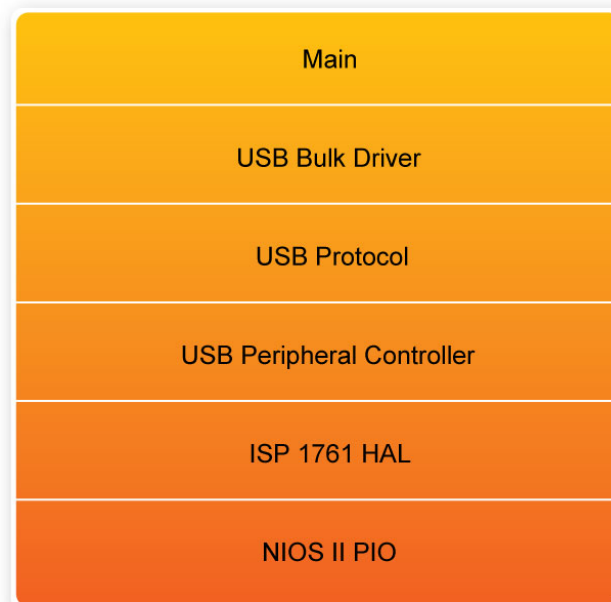 Main
USB Bulk Driver
USB Protocol
USB Peripheral Controller
ISP 1761 HAL
NIOS II PIO